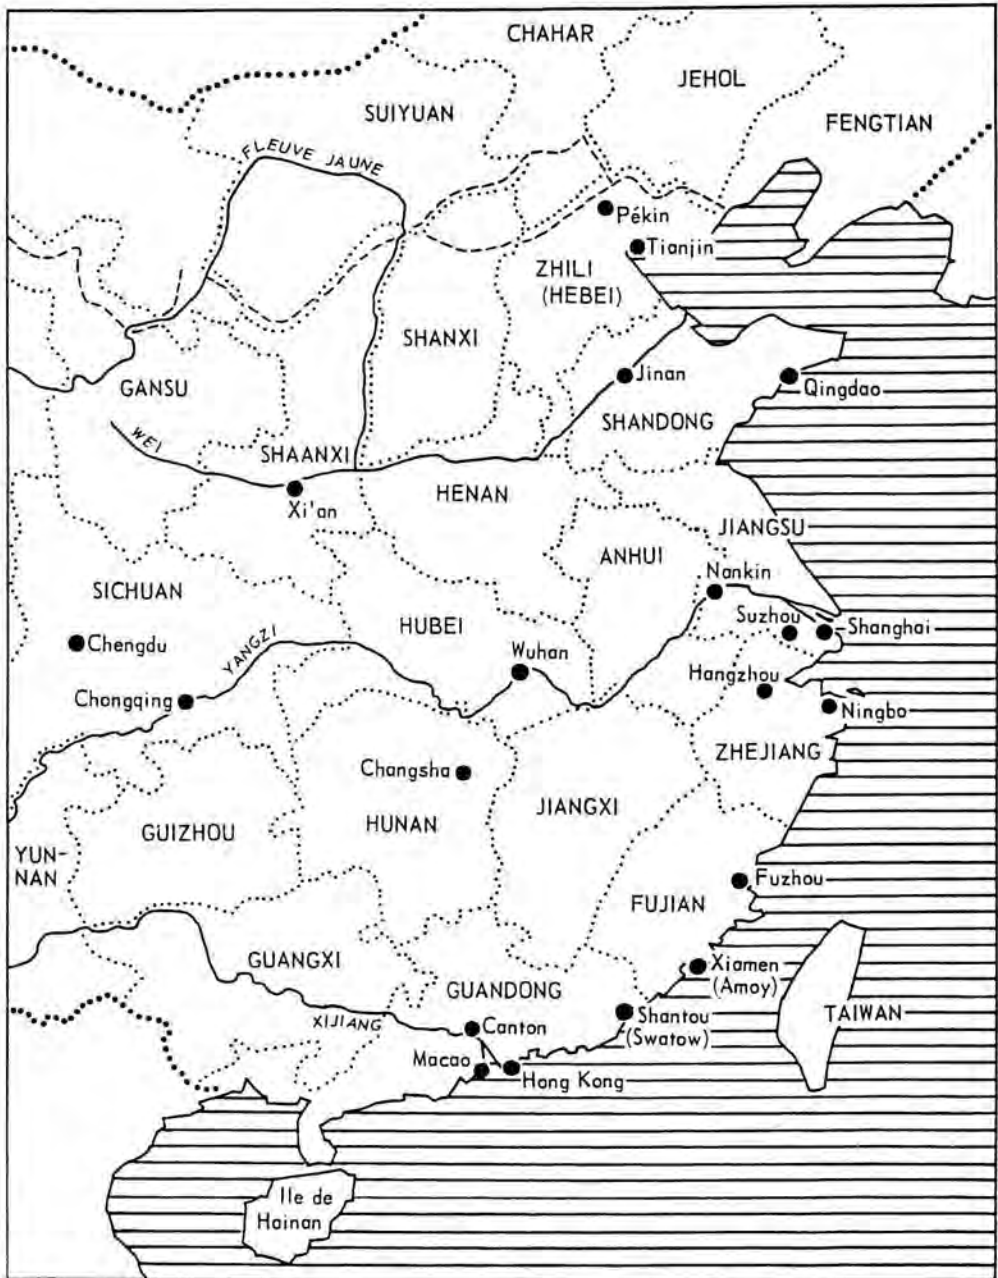 CHAHAR
JEHOL
SUIYUAN
FENGTIAN
FLEUVE JAUNE
Pékin
Tianjin
ZHILI
(HEBEI)
SHANXI
GANSU
Jinan
Qingdao
SHANDONG
WEI
SHAANXI
Xi'an
HENAN
JIANGSU
ANHUI
Nankin
SICHUAN
Suzhou
Shanghai
HUBEI
Chengdu
YANGZI
Wuhan
Hangzhou
Chongqing
Ningbo
ZHEJIANG
Changsha
JIANGXI
HUNAN
GUIZHOU
YUN-
NAN
Fuzhou
FUJIAN
GUANGXI
Xiamen
(Amoy)
GUANDONG
TAIWAN
Shantou
(Swatow)
XIJIANG
Canton
Macao
Hong Kong
Ile de
Hainan